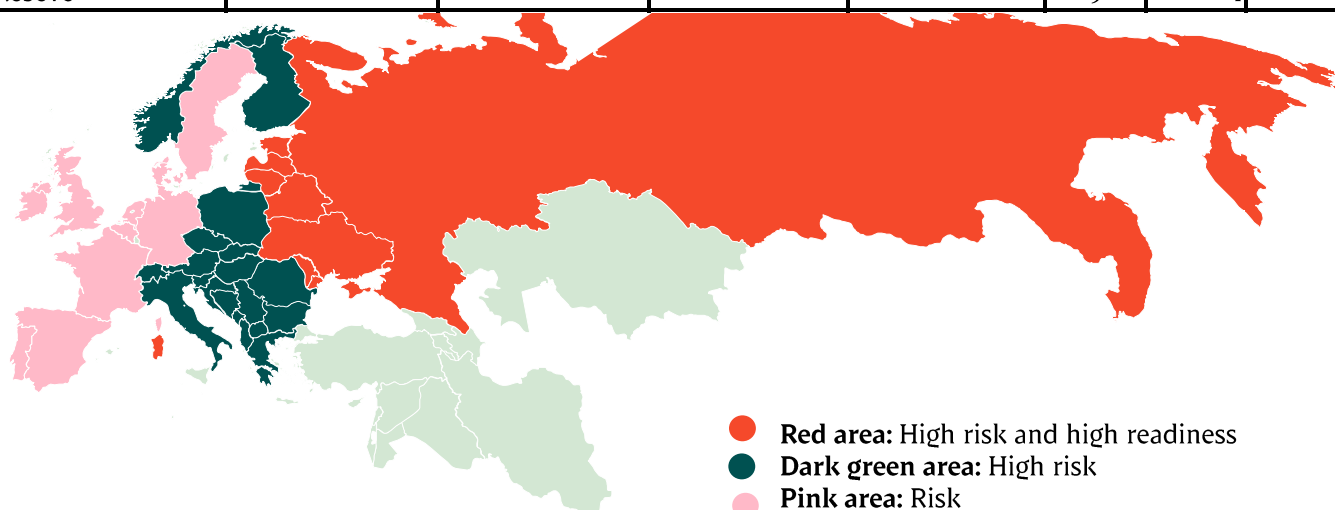 Red area: High risk and high readiness
Dark green area: High risk
Pink area: Risk